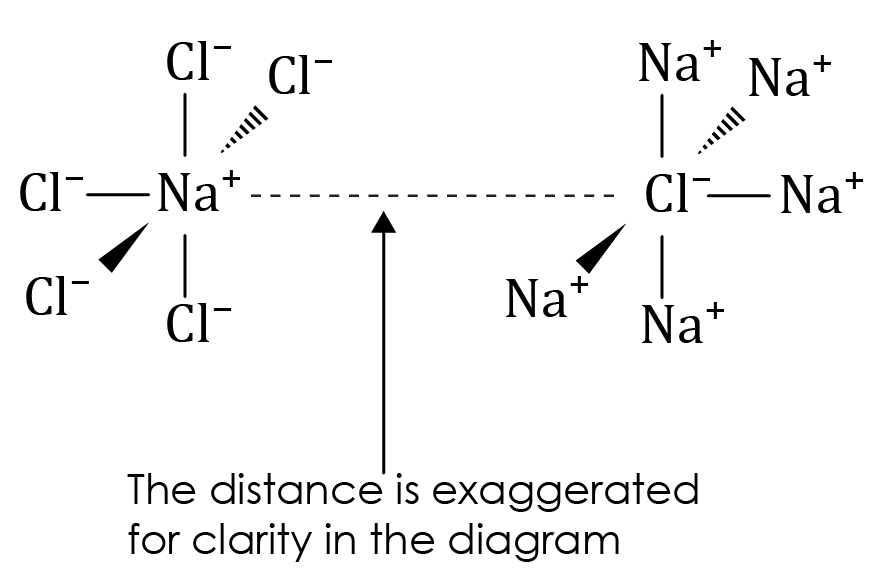 Cl⁻ Cl⁻ Na⁺ Na⁺
Cl⁻ Na⁺ Cl⁻ Na⁺
Cl⁻ Na⁺
Cl⁻ Na⁺
The distance is exaggerated
for clarity in the diagram